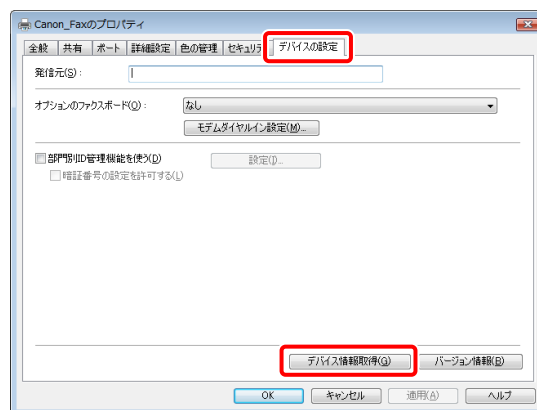 Canon_Faxのプロパティ
全般 共有 ポート 詳細設定 色の管理 セキュリテ デバイスの設定
発信元(S):
オプションのファクスボード(O): なし
モデムダイヤルイン設定(M)...
部門別ID管理機能を使う(D) 設定(I)...
暗証番号の設定を許可する(L)
デバイス情報取得(G) バージョン情報(B)
OK キャンセル 適用(A) ヘルプ